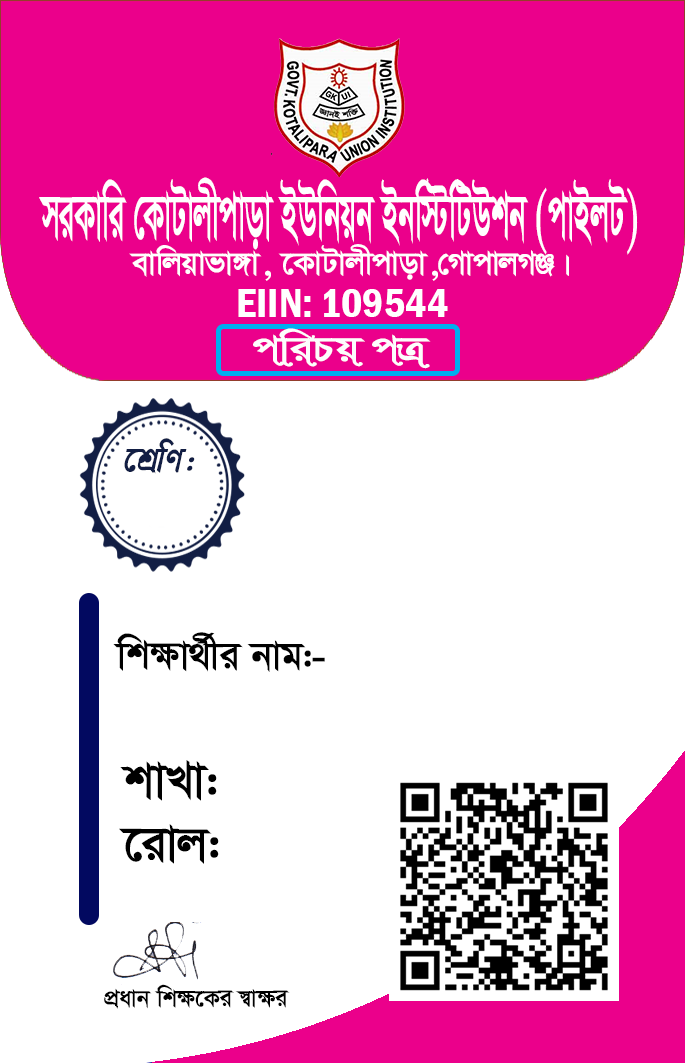 GOVT. KOTALIPARA UNION INSTITUTION
GK UI
জ্ঞানই শক্তি
সরকারি কোটালীপাড়া ইউনিয়ন ইনস্টিটিউশন (পাইলট)
বালিয়াভাঙ্গা, কোটালীপাড়া,গোপালগঞ্জ।
EIIN: 109544
পরিচয় পত্র
শ্রেণি:
শিক্ষার্থীর নাম:-
শাখা:
রোল:
প্রধান শিক্ষকের স্বাক্ষর